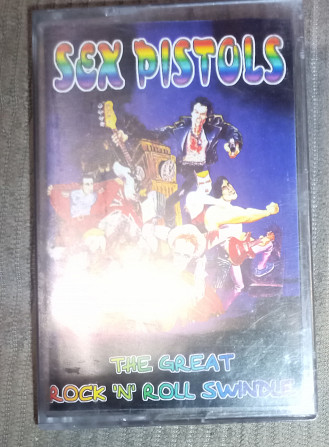 SEX PISTOLS
THE GREAT
ROCK 'N' ROLL SWINDLE